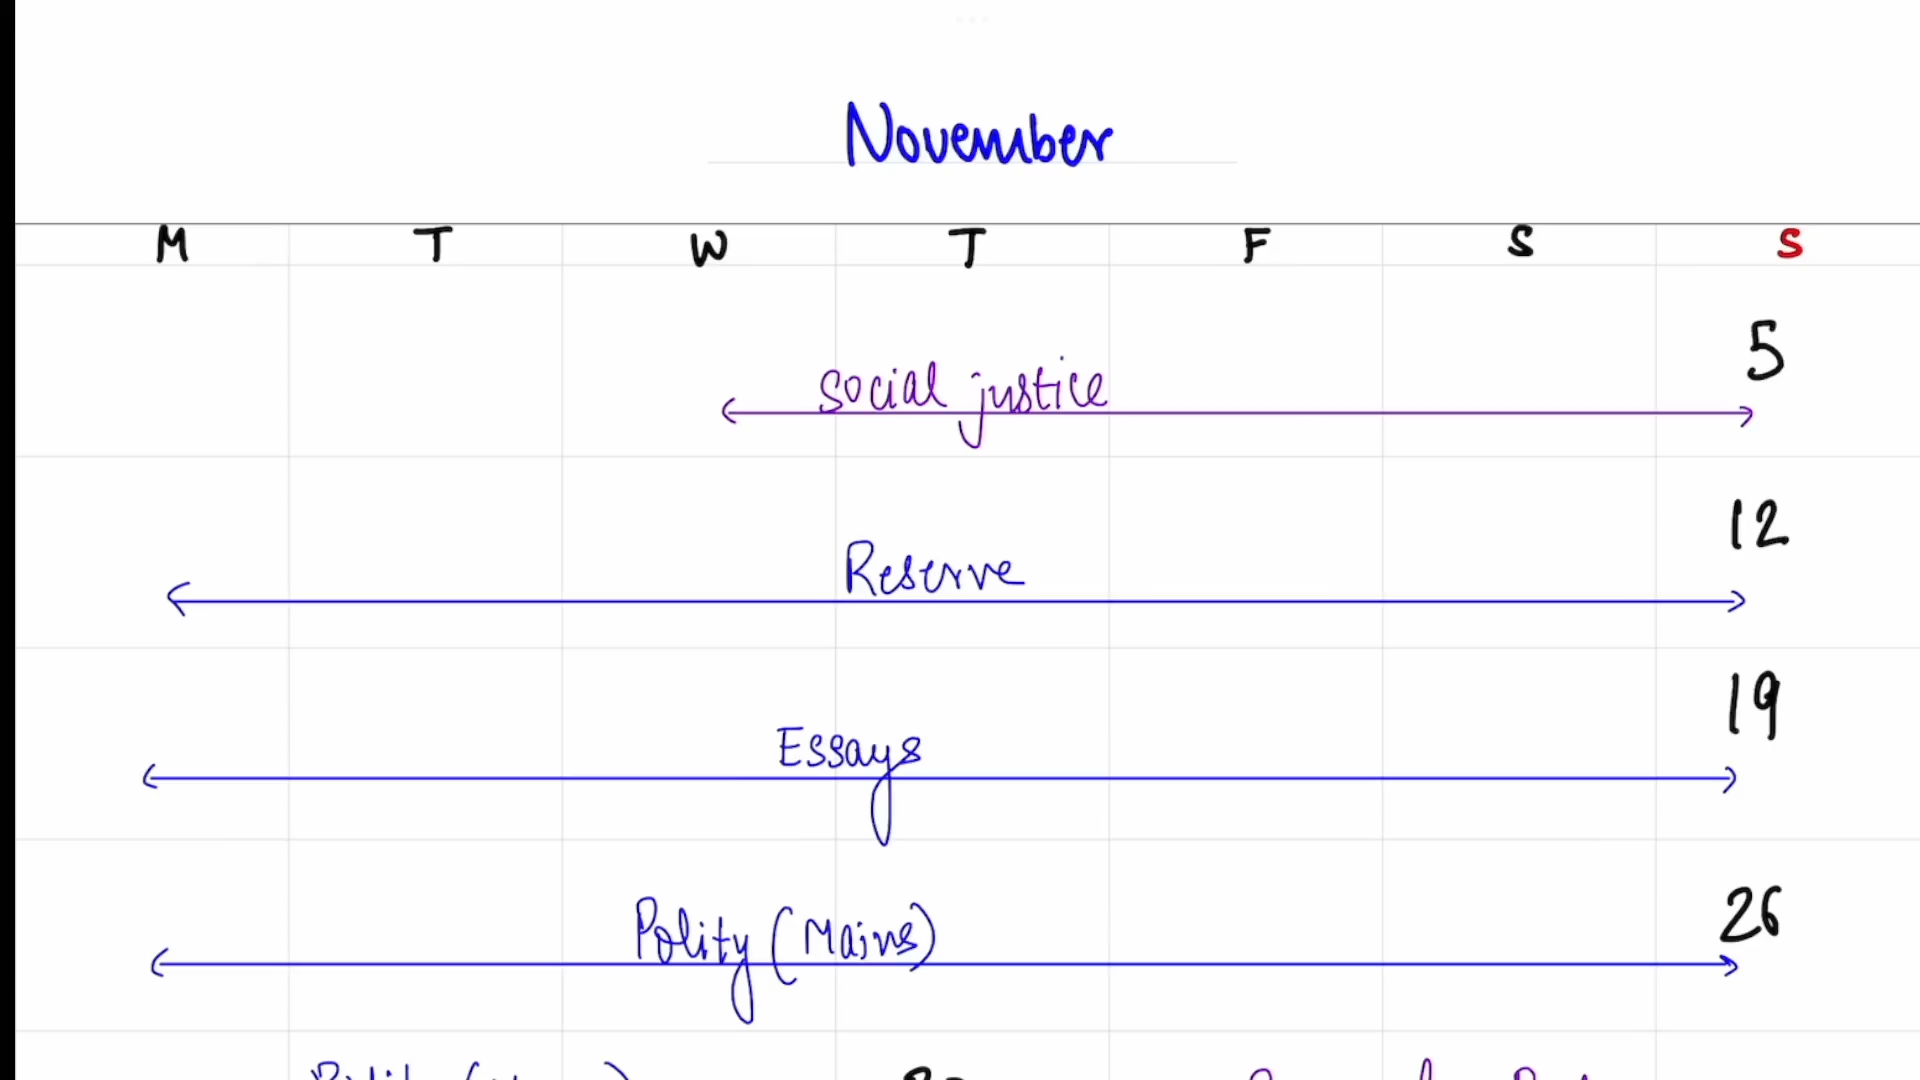 November
M T W T F S S
5
Social justice
12
Reserve
19
Essays
26
Polity (Mains)